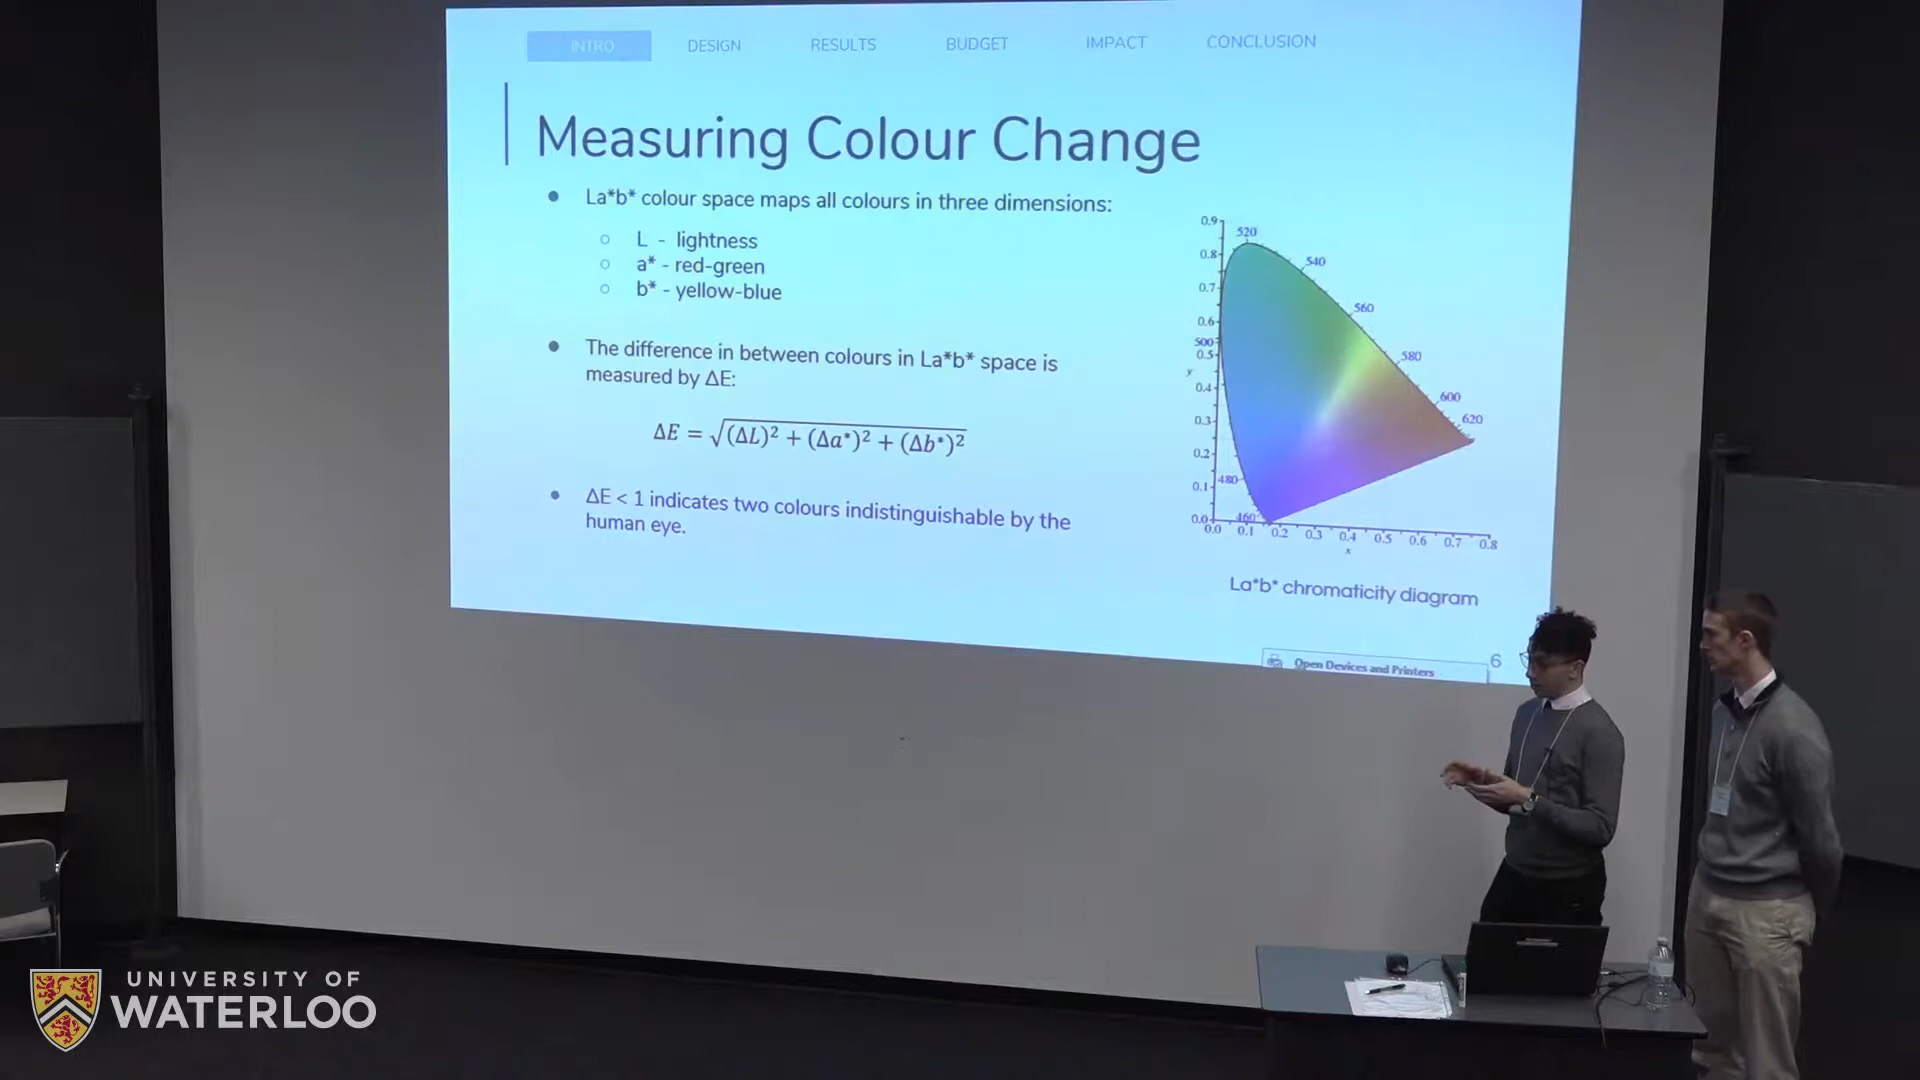 INTRO DESIGN RESULTS BUDGET IMPACT CONCLUSION
Measuring Colour Change
● La*b* colour space maps all colours in three dimensions:
○ L - lightness
○ a* - red-green
○ b* - yellow-blue
● The difference in between colours in La*b* space is
measured by ΔE:
ΔE = √(ΔL)² + (Δa*)² + (Δb*)²
● ΔE < 1 indicates two colours indistinguishable by the
human eye.
0.9
0.8
0.7
0.6
0.5
0.4
0.3
0.2
0.1
0.0
y
0.0 0.1 0.2 0.3 0.4 0.5 0.6 0.7 0.8
x
460
480
500
520
540
560
580
600
620
La*b* chromaticity diagram
Open Devices and Printers
6
UNIVERSITY OF
WATERLOO